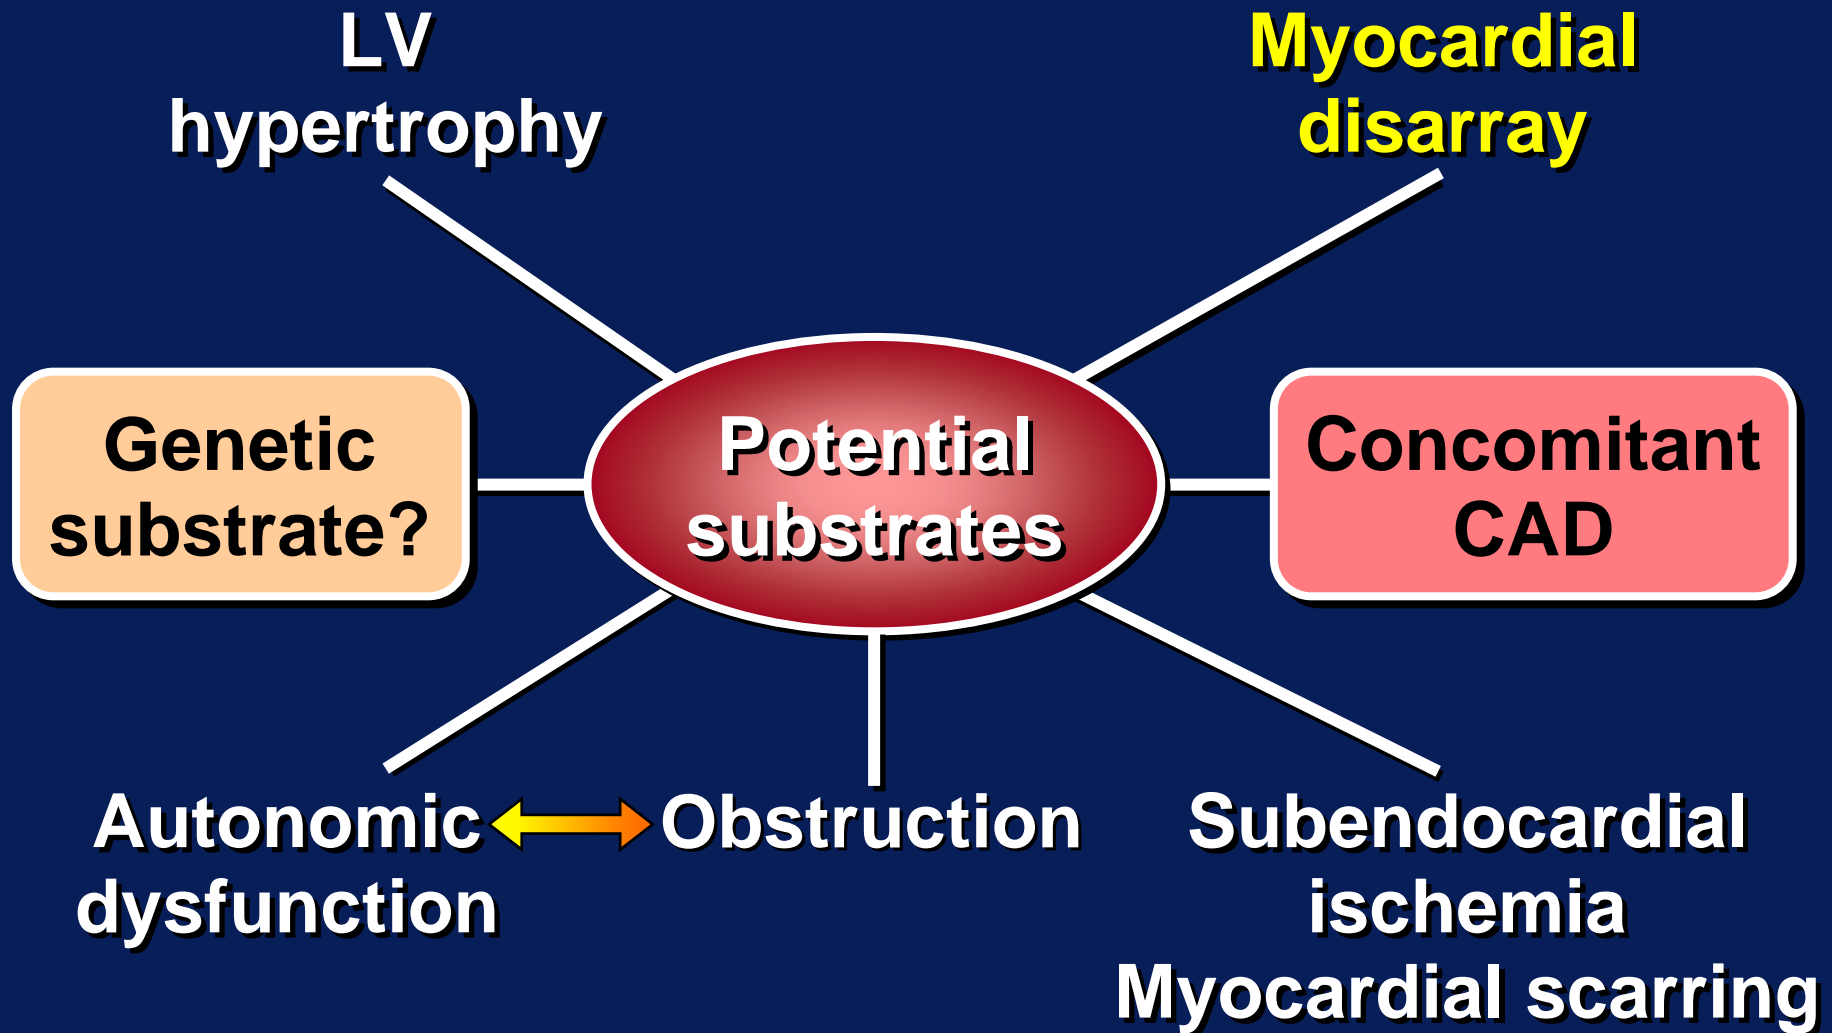 LV
hypertrophy
Myocardial
disarray
Genetic
substrate?
Potential
substrates
Concomitant
CAD
Autonomic
dysfunction
Obstruction
Subendocardial
ischemia
Myocardial scarring